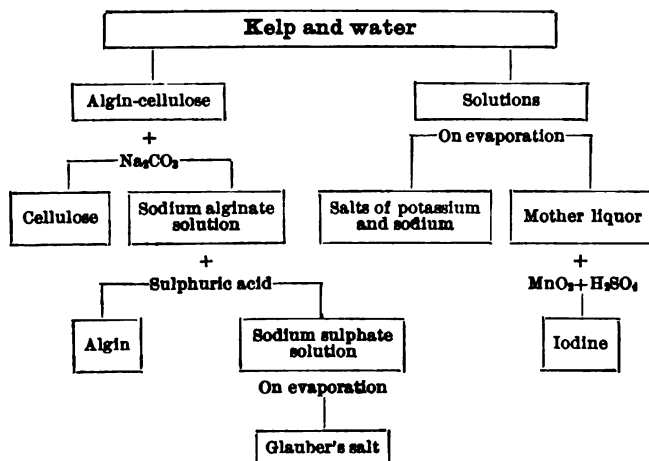 Kelp and water
Algin-cellulose
Solutions
+
On evaporation
Na₂CO₃
Cellulose
Sodium alginate
solution
Salts of potassium
and sodium
Mother liquor
+
+
Sulphuric acid
MnO₂+H₂SO₄
Algin
Sodium sulphate
solution
Iodine
On evaporation
Glauber's salt